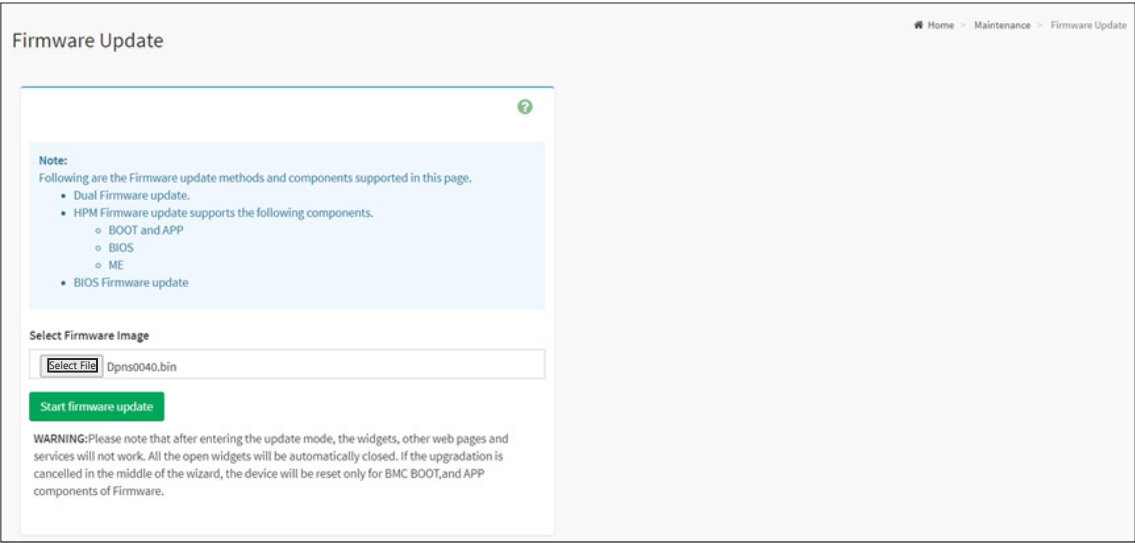 Home > Maintenance > Firmware Update
Firmware Update
Note:
Following are the Firmware update methods and components supported in this page.
• Dual Firmware update.
• HPM Firmware update supports the following components.
○ BOOT and APP
○ BIOS
○ ME
• BIOS Firmware update
Select Firmware Image
Select File Dpns0040.bin
Start firmware update
WARNING:Please note that after entering the update mode, the widgets, other web pages and
services will not work. All the open widgets will be automatically closed. If the upgradation is
cancelled in the middle of the wizard, the device will be reset only for BMC BOOT,and APP
components of Firmware.